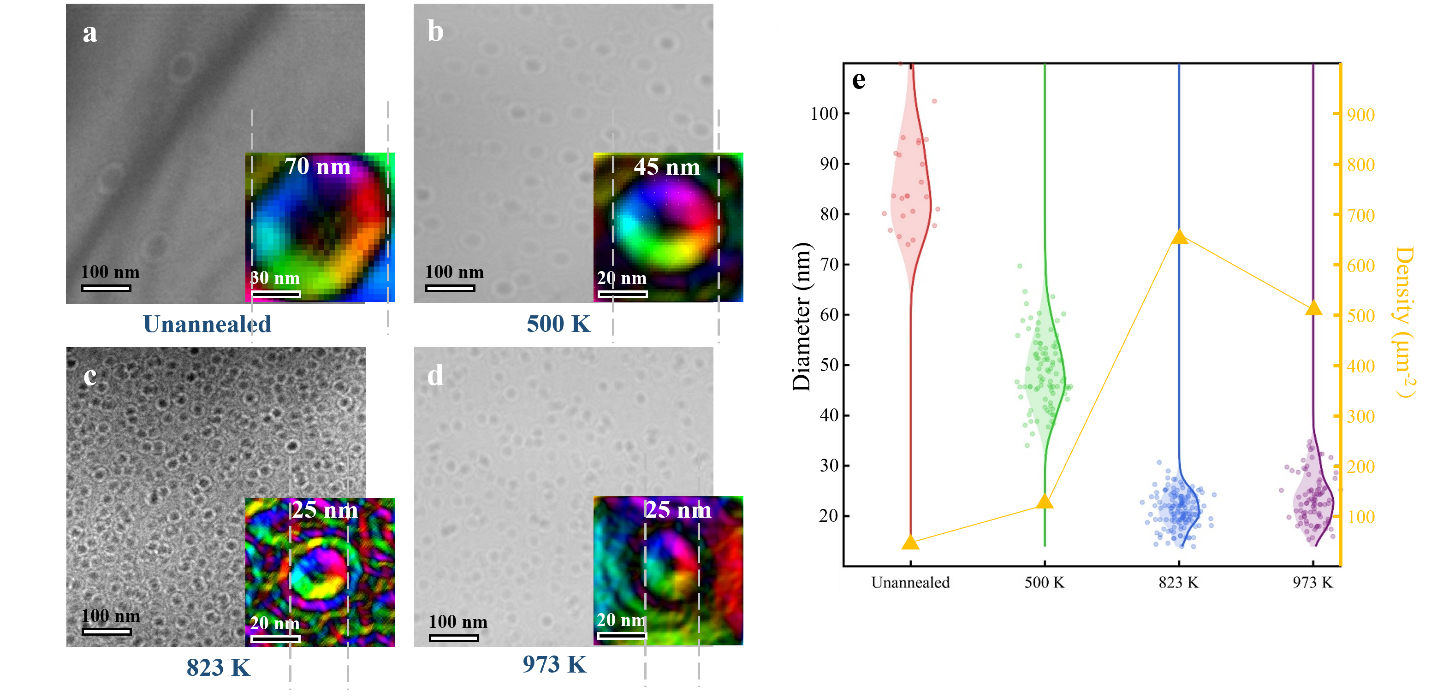 a
70 nm
100 nm
30 nm
Unannealed
b
45 nm
100 nm
20 nm
500 K
c
25 nm
100 nm
20 nm
823 K
d
25 nm
100 nm
20 nm
973 K
e
Diameter (nm)
100
90
80
70
60
50
40
30
20
Unannealed
500 K
823 K
973 K
900
800
700
600
500
400
300
200
100
Density (μm⁻²)